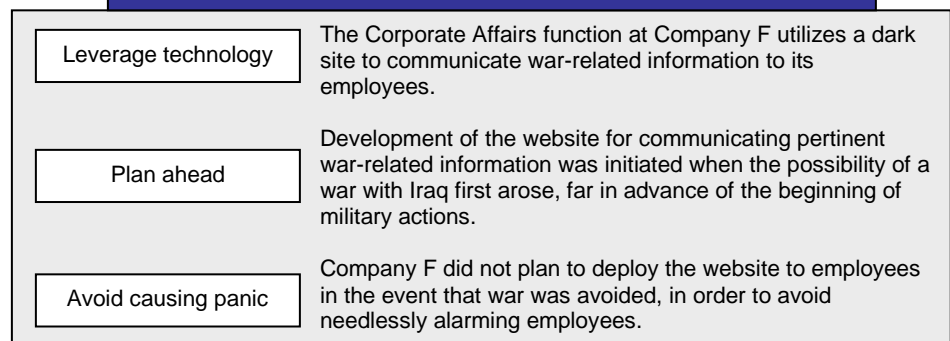 Leverage technology
The Corporate Affairs function at Company F utilizes a dark
site to communicate war-related information to its
employees.
Plan ahead
Development of the website for communicating pertinent
war-related information was initiated when the possibility of a
war with Iraq first arose, far in advance of the beginning of
military actions.
Avoid causing panic
Company F did not plan to deploy the website to employees
in the event that war was avoided, in order to avoid
needlessly alarming employees.